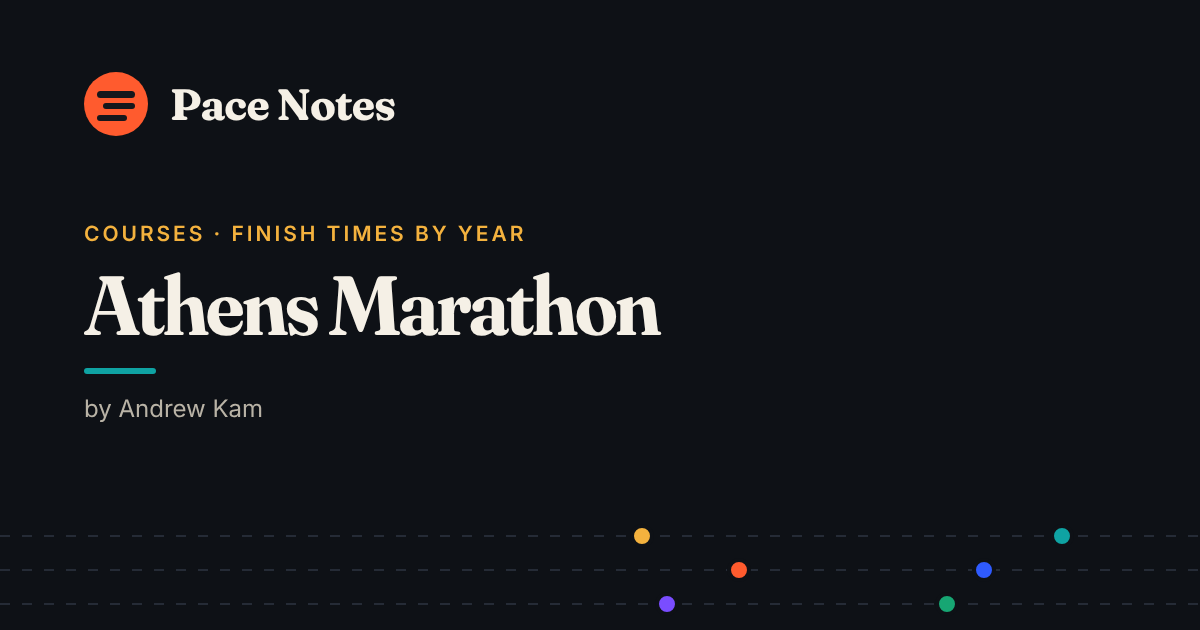 Pace Notes
COURSES · FINISH TIMES BY YEAR
Athens Marathon
by Andrew Kam